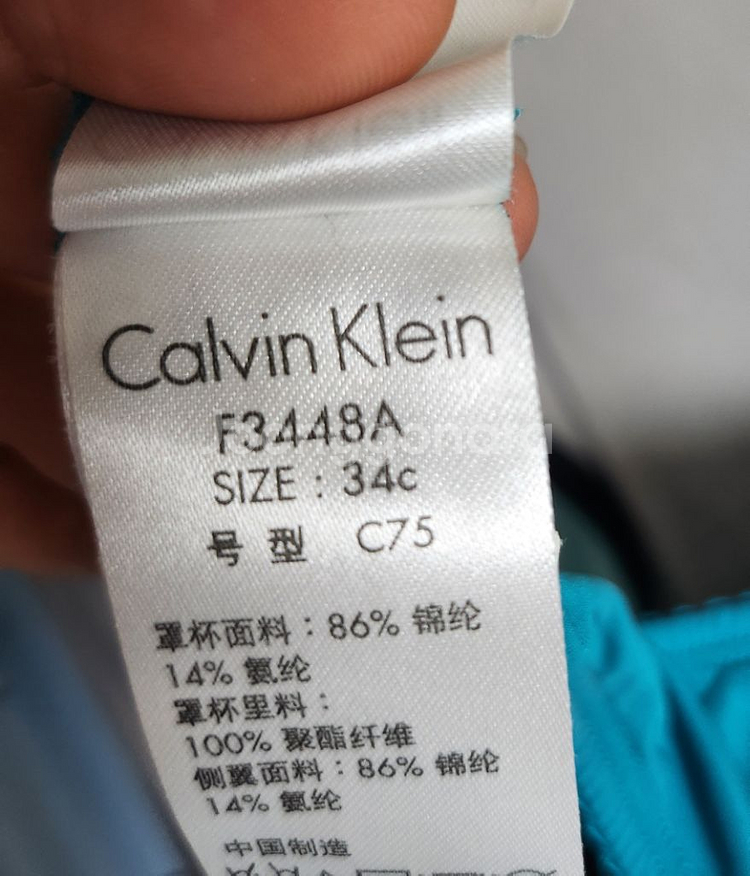 Calvin Klein
F3448A
SIZE : 34c
号 型 C75
罩杯面料：86% 锦纶
14% 氨纶
罩杯里料：
100% 聚酯纤维
侧翼面料：86% 锦纶
14% 氨纶
中国制造